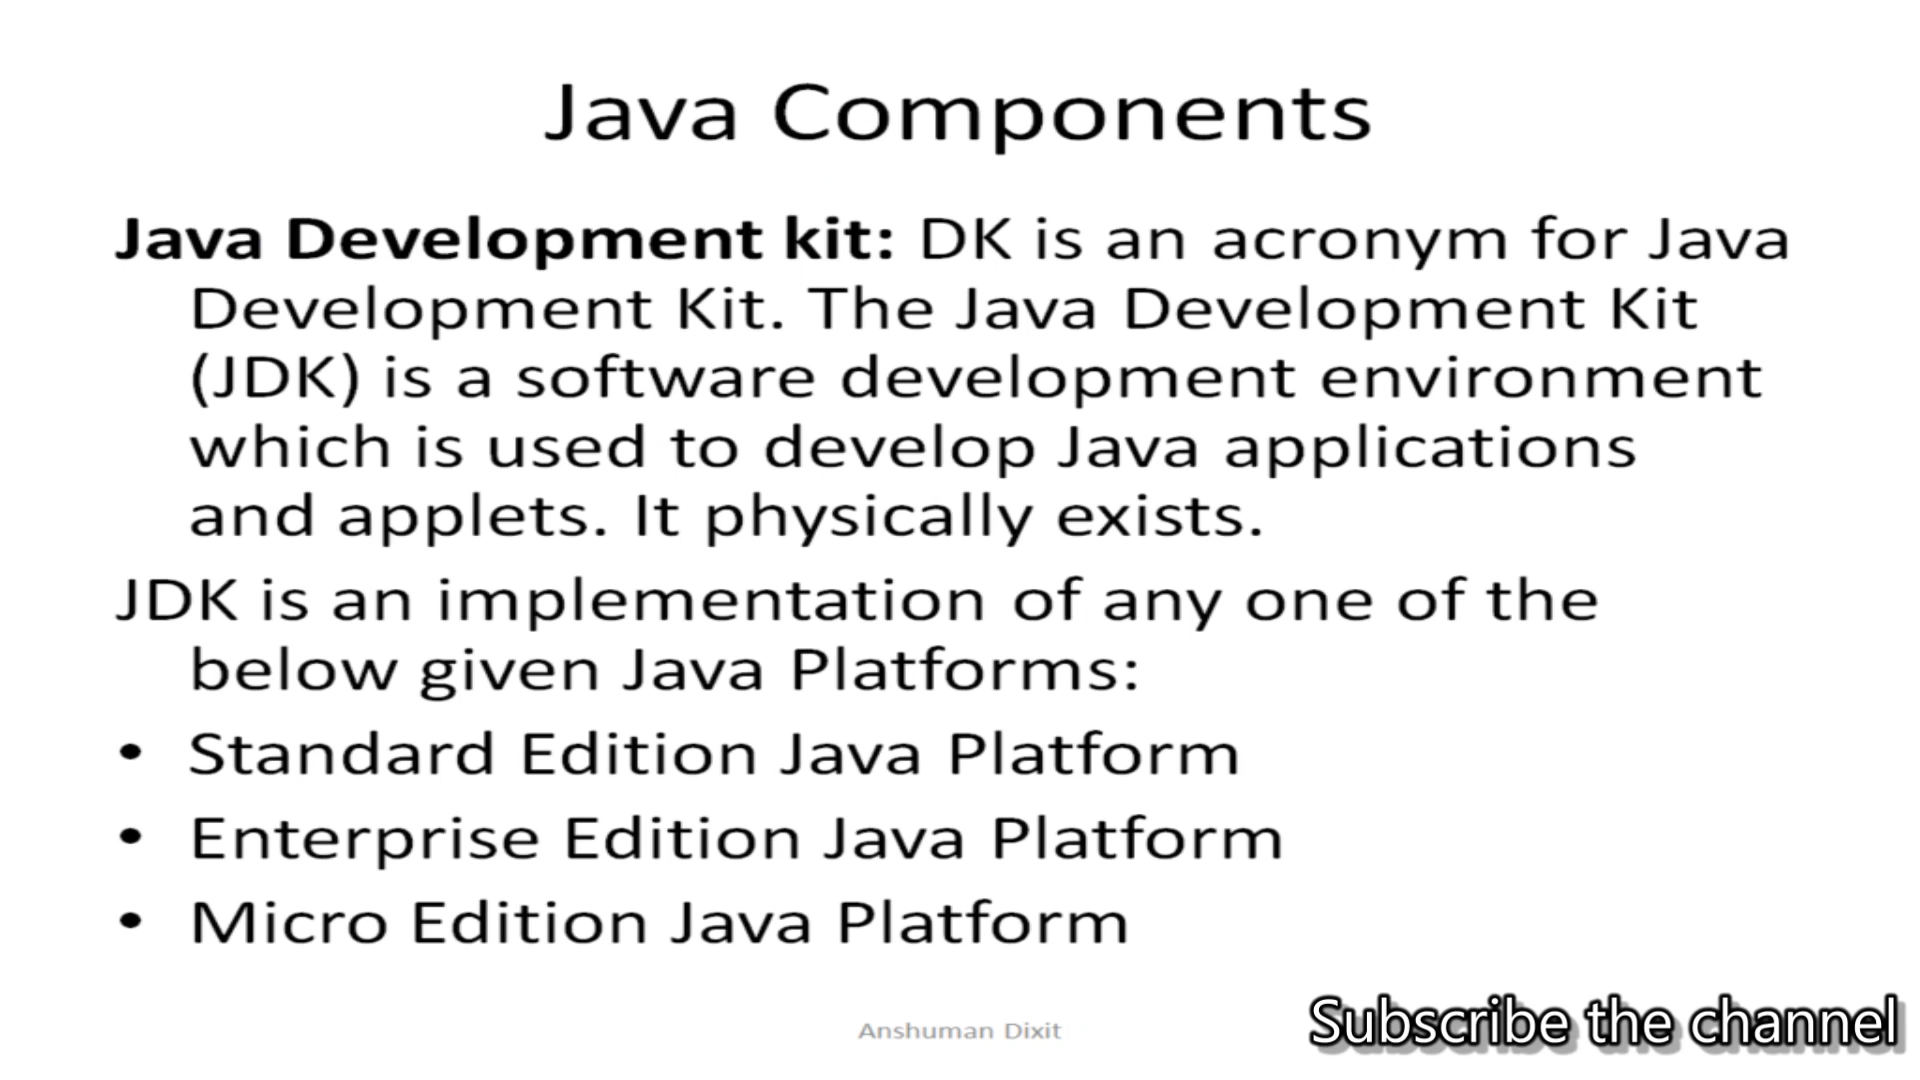 Java Components
Java Development kit: DK is an acronym for Java
Development Kit. The Java Development Kit
(JDK) is a software development environment
which is used to develop Java applications
and applets. It physically exists.
JDK is an implementation of any one of the
below given Java Platforms:
• Standard Edition Java Platform
• Enterprise Edition Java Platform
• Micro Edition Java Platform
Anshuman Dixit
Subscribe the channel